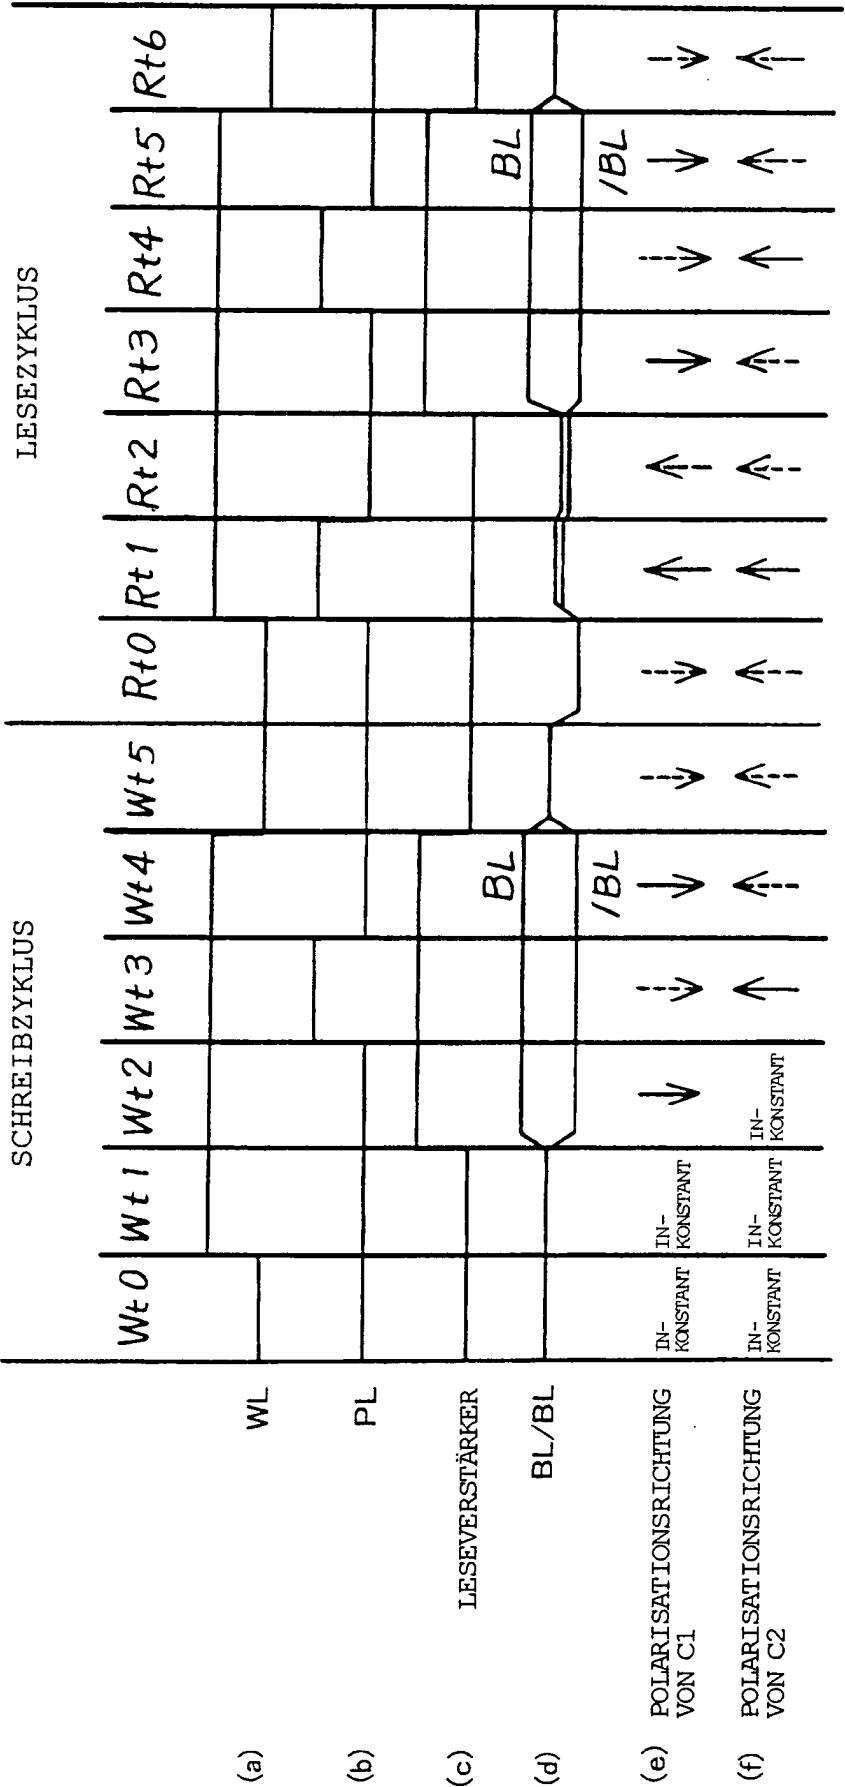 SCHREIBZYKLUS
LESEZYKLUS
Wt0 Wt1 Wt2 Wt3 Wt4 Wt5 Rt0 Rt1 Rt2 Rt3 Rt4 Rt5 Rt6
(a) WL
(b) PL
(c) LESEVERSTÄRKER
(d) BL/BL
BL
BL
/BL
/BL
(e) POLARISATIONSRICHTUNG
VON C1
IN-
KONSTANT
IN-
KONSTANT
(f) POLARISATIONSRICHTUNG
VON C2
IN-
KONSTANT
IN-
KONSTANT
IN-
KONSTANT